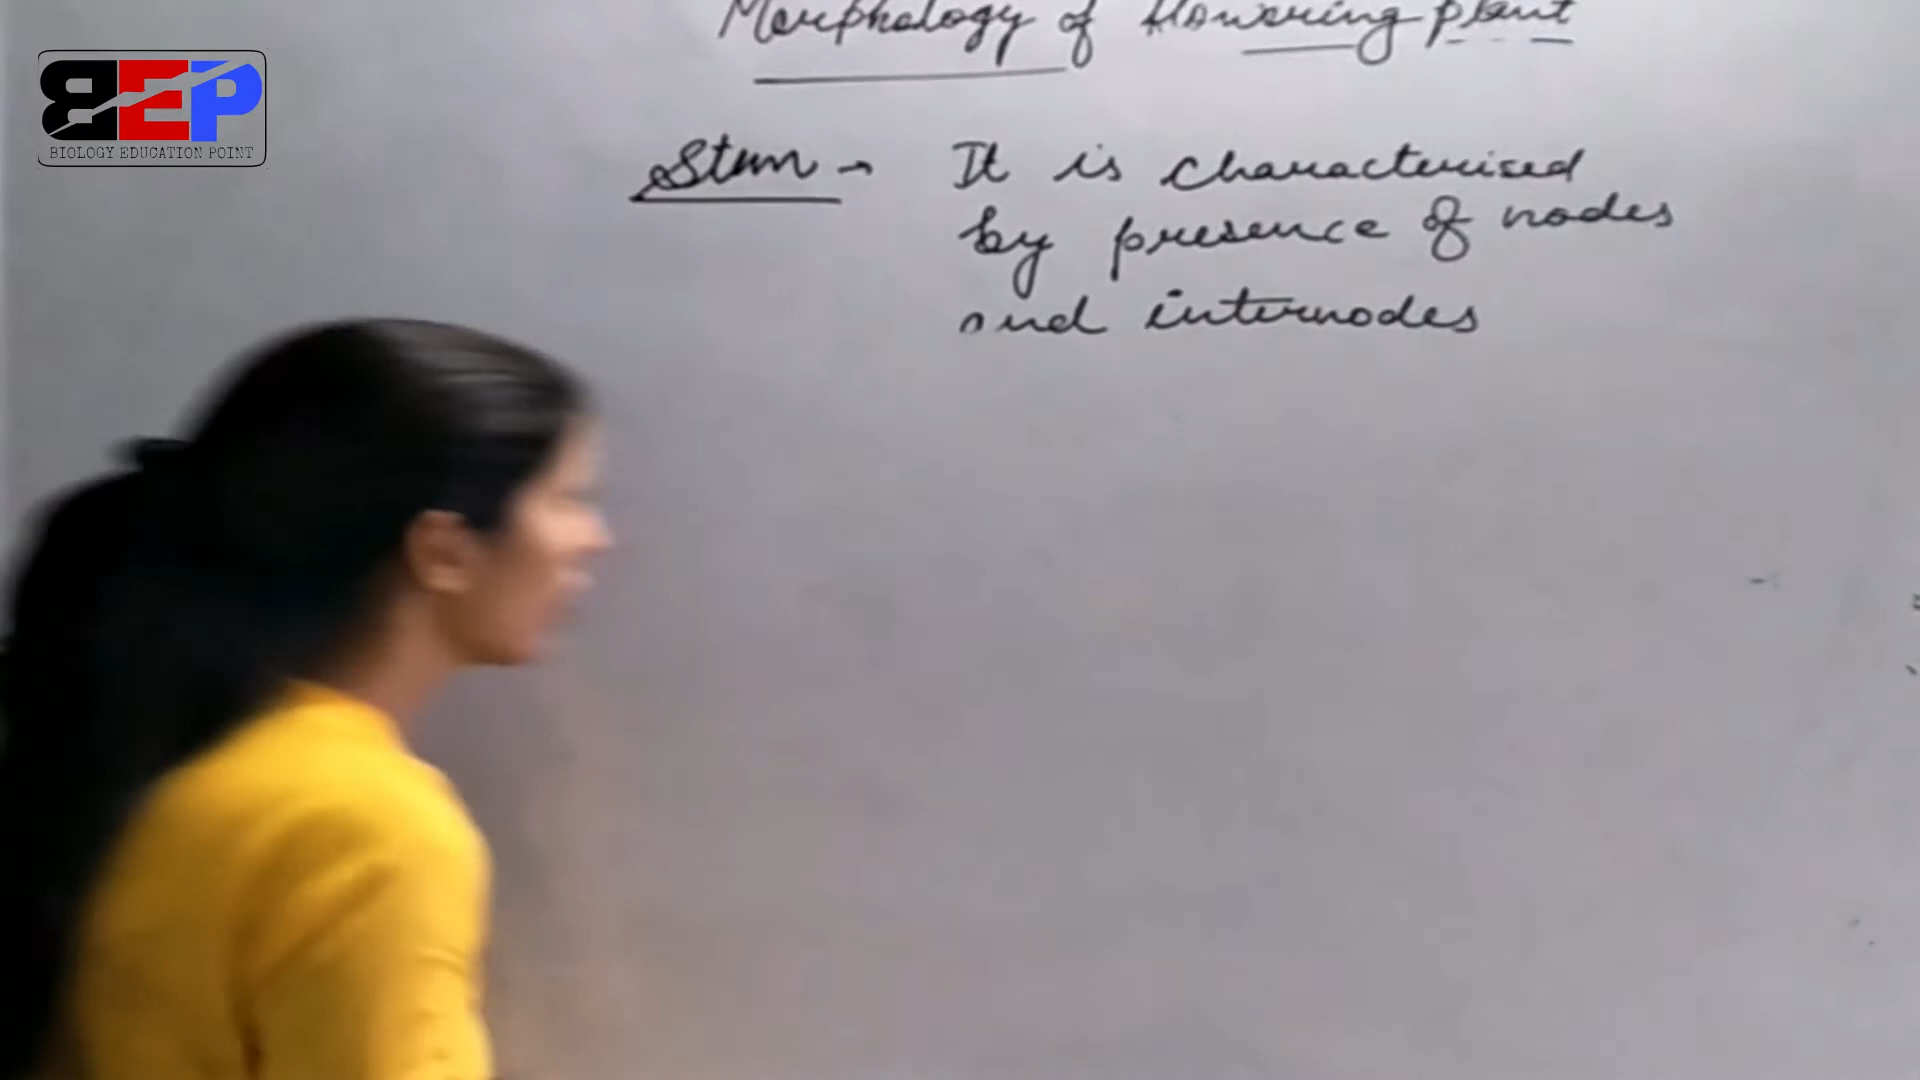 Morphology of flowering plant
BEP
BIOLOGY EDUCATION POINT
Stem → It is characterised
by presence of nodes
and internodes